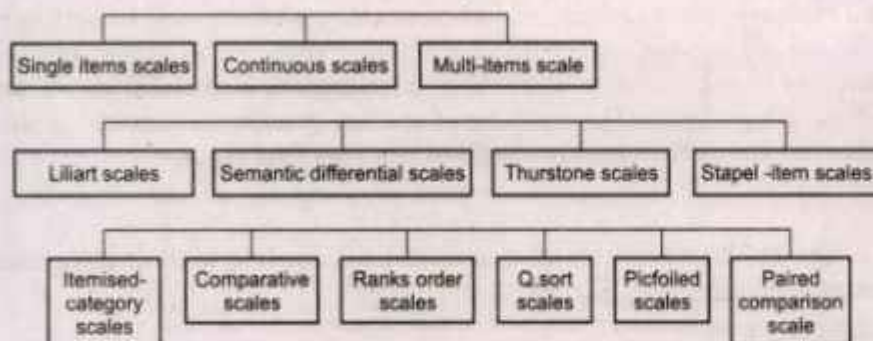 Single items scales
Continuous scales
Multi-items scale
Liliart scales
Semantic differential scales
Thurstone scales
Stapel -item scales
Itemised-
category
scales
Comparative
scales
Ranks order
scales
Q.sort
scales
Picfoiled
scales
Paired
comparison
scale